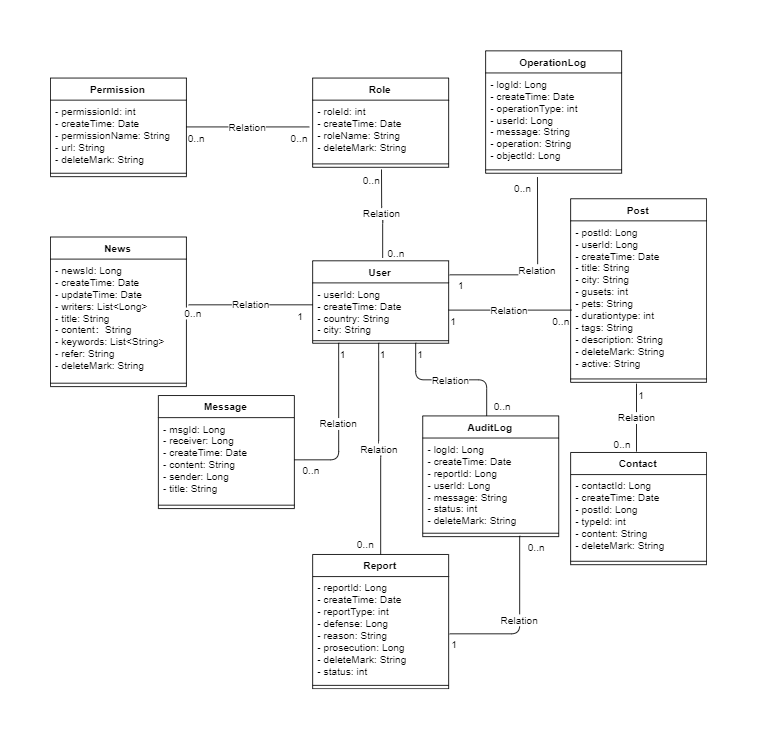 OperationLog
- logId: Long
- createTime: Date
- operationType: int
- userId: Long
- message: String
- operation: String
- objectId: Long
Permission
- permissionId: int
- createTime: Date
- permissionName: String
- url: String
- deleteMark: String
Relation
0..n
0..n
Role
- roleId: int
- createTime: Date
- roleName: String
- deleteMark: String
0..n
Relation
0..n
0..n
Relation
1
Post
- postId: Long
- userId: Long
- createTime: Date
- title: String
- city: String
- gusets: int
- pets: String
- durationtype: int
- tags: String
- description: String
- deleteMark: String
- active: String
News
- newsId: Long
- createTime: Date
- updateTime: Date
- writers: List<Long>
- title: String
- content: String
- keywords: List<String>
- refer: String
- deleteMark: String
Relation
0..n
1
User
- userId: Long
- createTime: Date
- country: String
- city: String
Relation
1
0..n
1
1
1
Relation
0..n
Relation
0..n
Relation
0..n
1
Relation
0..n
Message
- msgId: Long
- receiver: Long
- createTime: Date
- content: String
- sender: Long
- title: String
AuditLog
- logId: Long
- createTime: Date
- reportId: Long
- userId: Long
- message: String
- status: int
- deleteMark: String
Contact
- contactId: Long
- createTime: Date
- postId: Long
- typeId: int
- content: String
- deleteMark: String
0..n
Relation
1
Report
- reportId: Long
- createTime: Date
- reportType: int
- defense: Long
- reason: String
- prosecution: Long
- deleteMark: String
- status: int